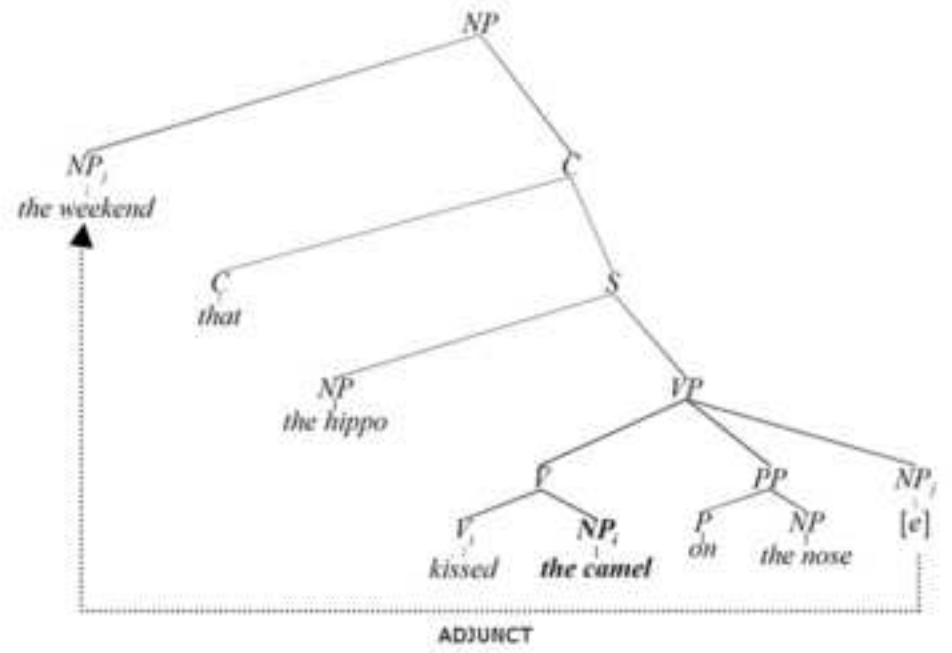 NP
NPj C
the weekend
C S
that
NP VP
the hippo
V PP NPj
Vi NPi P NP [e]
kissed the camel on the nose
ADJUNCT